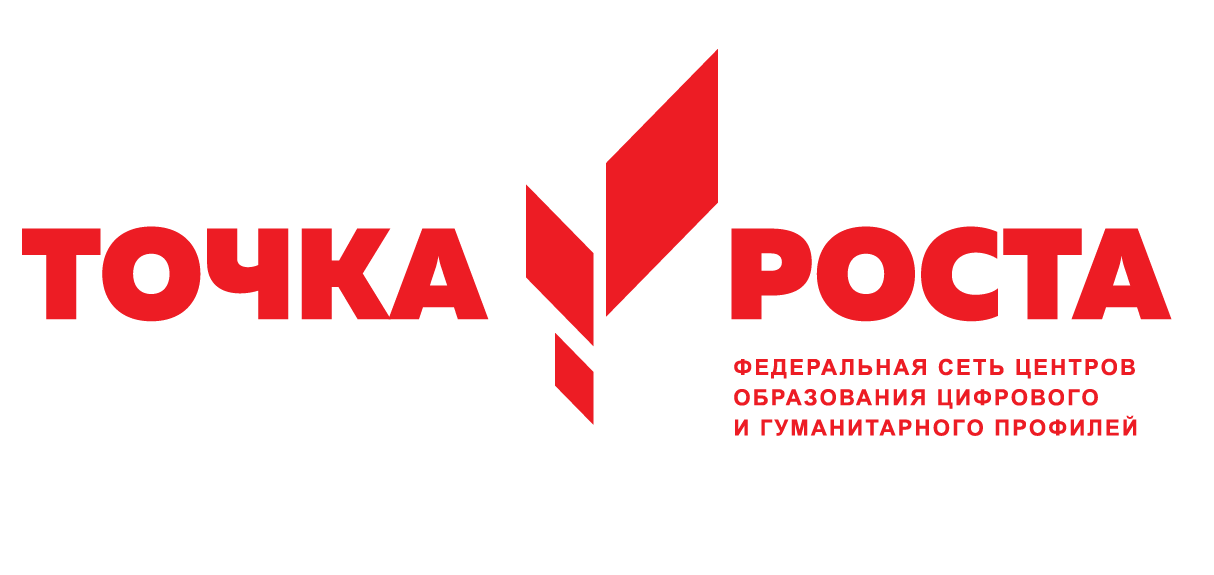 ТОЧКА РОСТА
ФЕДЕРАЛЬНАЯ СЕТЬ ЦЕНТРОВ
ОБРАЗОВАНИЯ ЦИФРОВОГО
И ГУМАНИТАРНОГО ПРОФИЛЕЙ